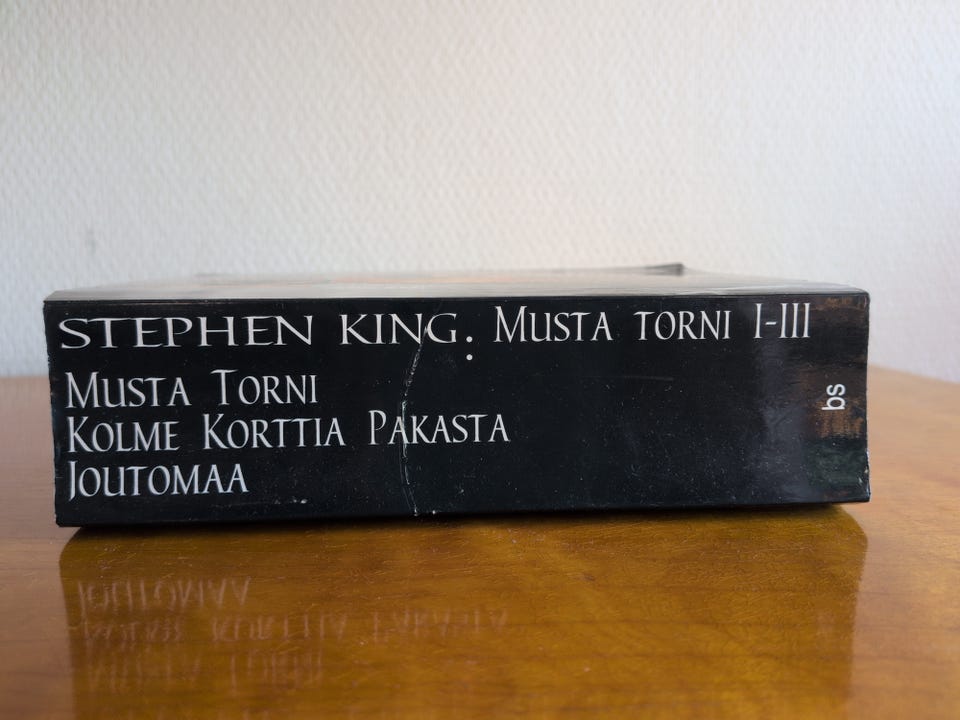 STEPHEN KING: MUSTA TORNI I-III
MUSTA TORNI
KOLME KORTTIA PAKASTA
JOUTOMAA
bs